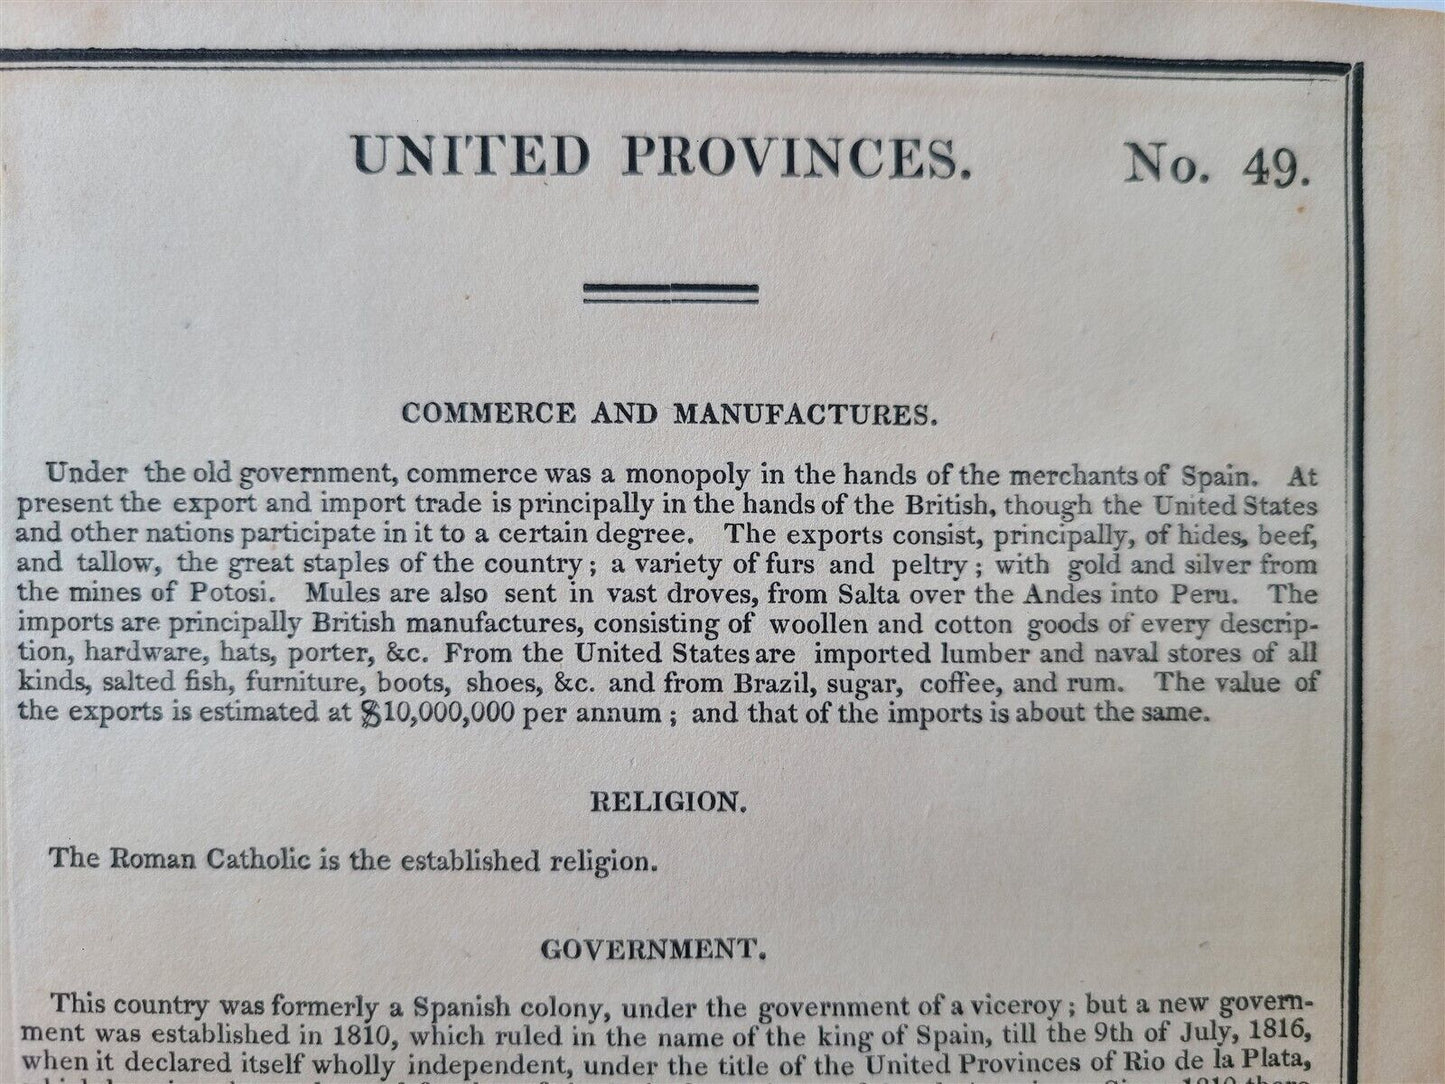 UNITED PROVINCES. No. 49.
COMMERCE AND MANUFACTURES.
Under the old government, commerce was a monopoly in the hands of the merchants of Spain. At
present the export and import trade is principally in the hands of the British, though the United States
and other nations participate in it to a certain degree. The exports consist, principally, of hides, beef,
and tallow, the great staples of the country; a variety of furs and peltry; with gold and silver from
the mines of Potosi. Mules are also sent in vast droves, from Salta over the Andes into Peru. The
imports are principally British manufactures, consisting of woollen and cotton goods of every descrip-
tion, hardware, hats, porter, &c. From the United States are imported lumber and naval stores of all
kinds, salted fish, furniture, boots, shoes, &c. and from Brazil, sugar, coffee, and rum. The value of
the exports is estimated at $10,000,000 per annum; and that of the imports is about the same.
RELIGION.
The Roman Catholic is the established religion.
GOVERNMENT.
This country was formerly a Spanish colony, under the government of a viceroy; but a new govern-
ment was established in 1810, which ruled in the name of the king of Spain, till the 9th of July, 1816,
when it declared itself wholly independent, under the title of the United Provinces of Rio de la Plata,